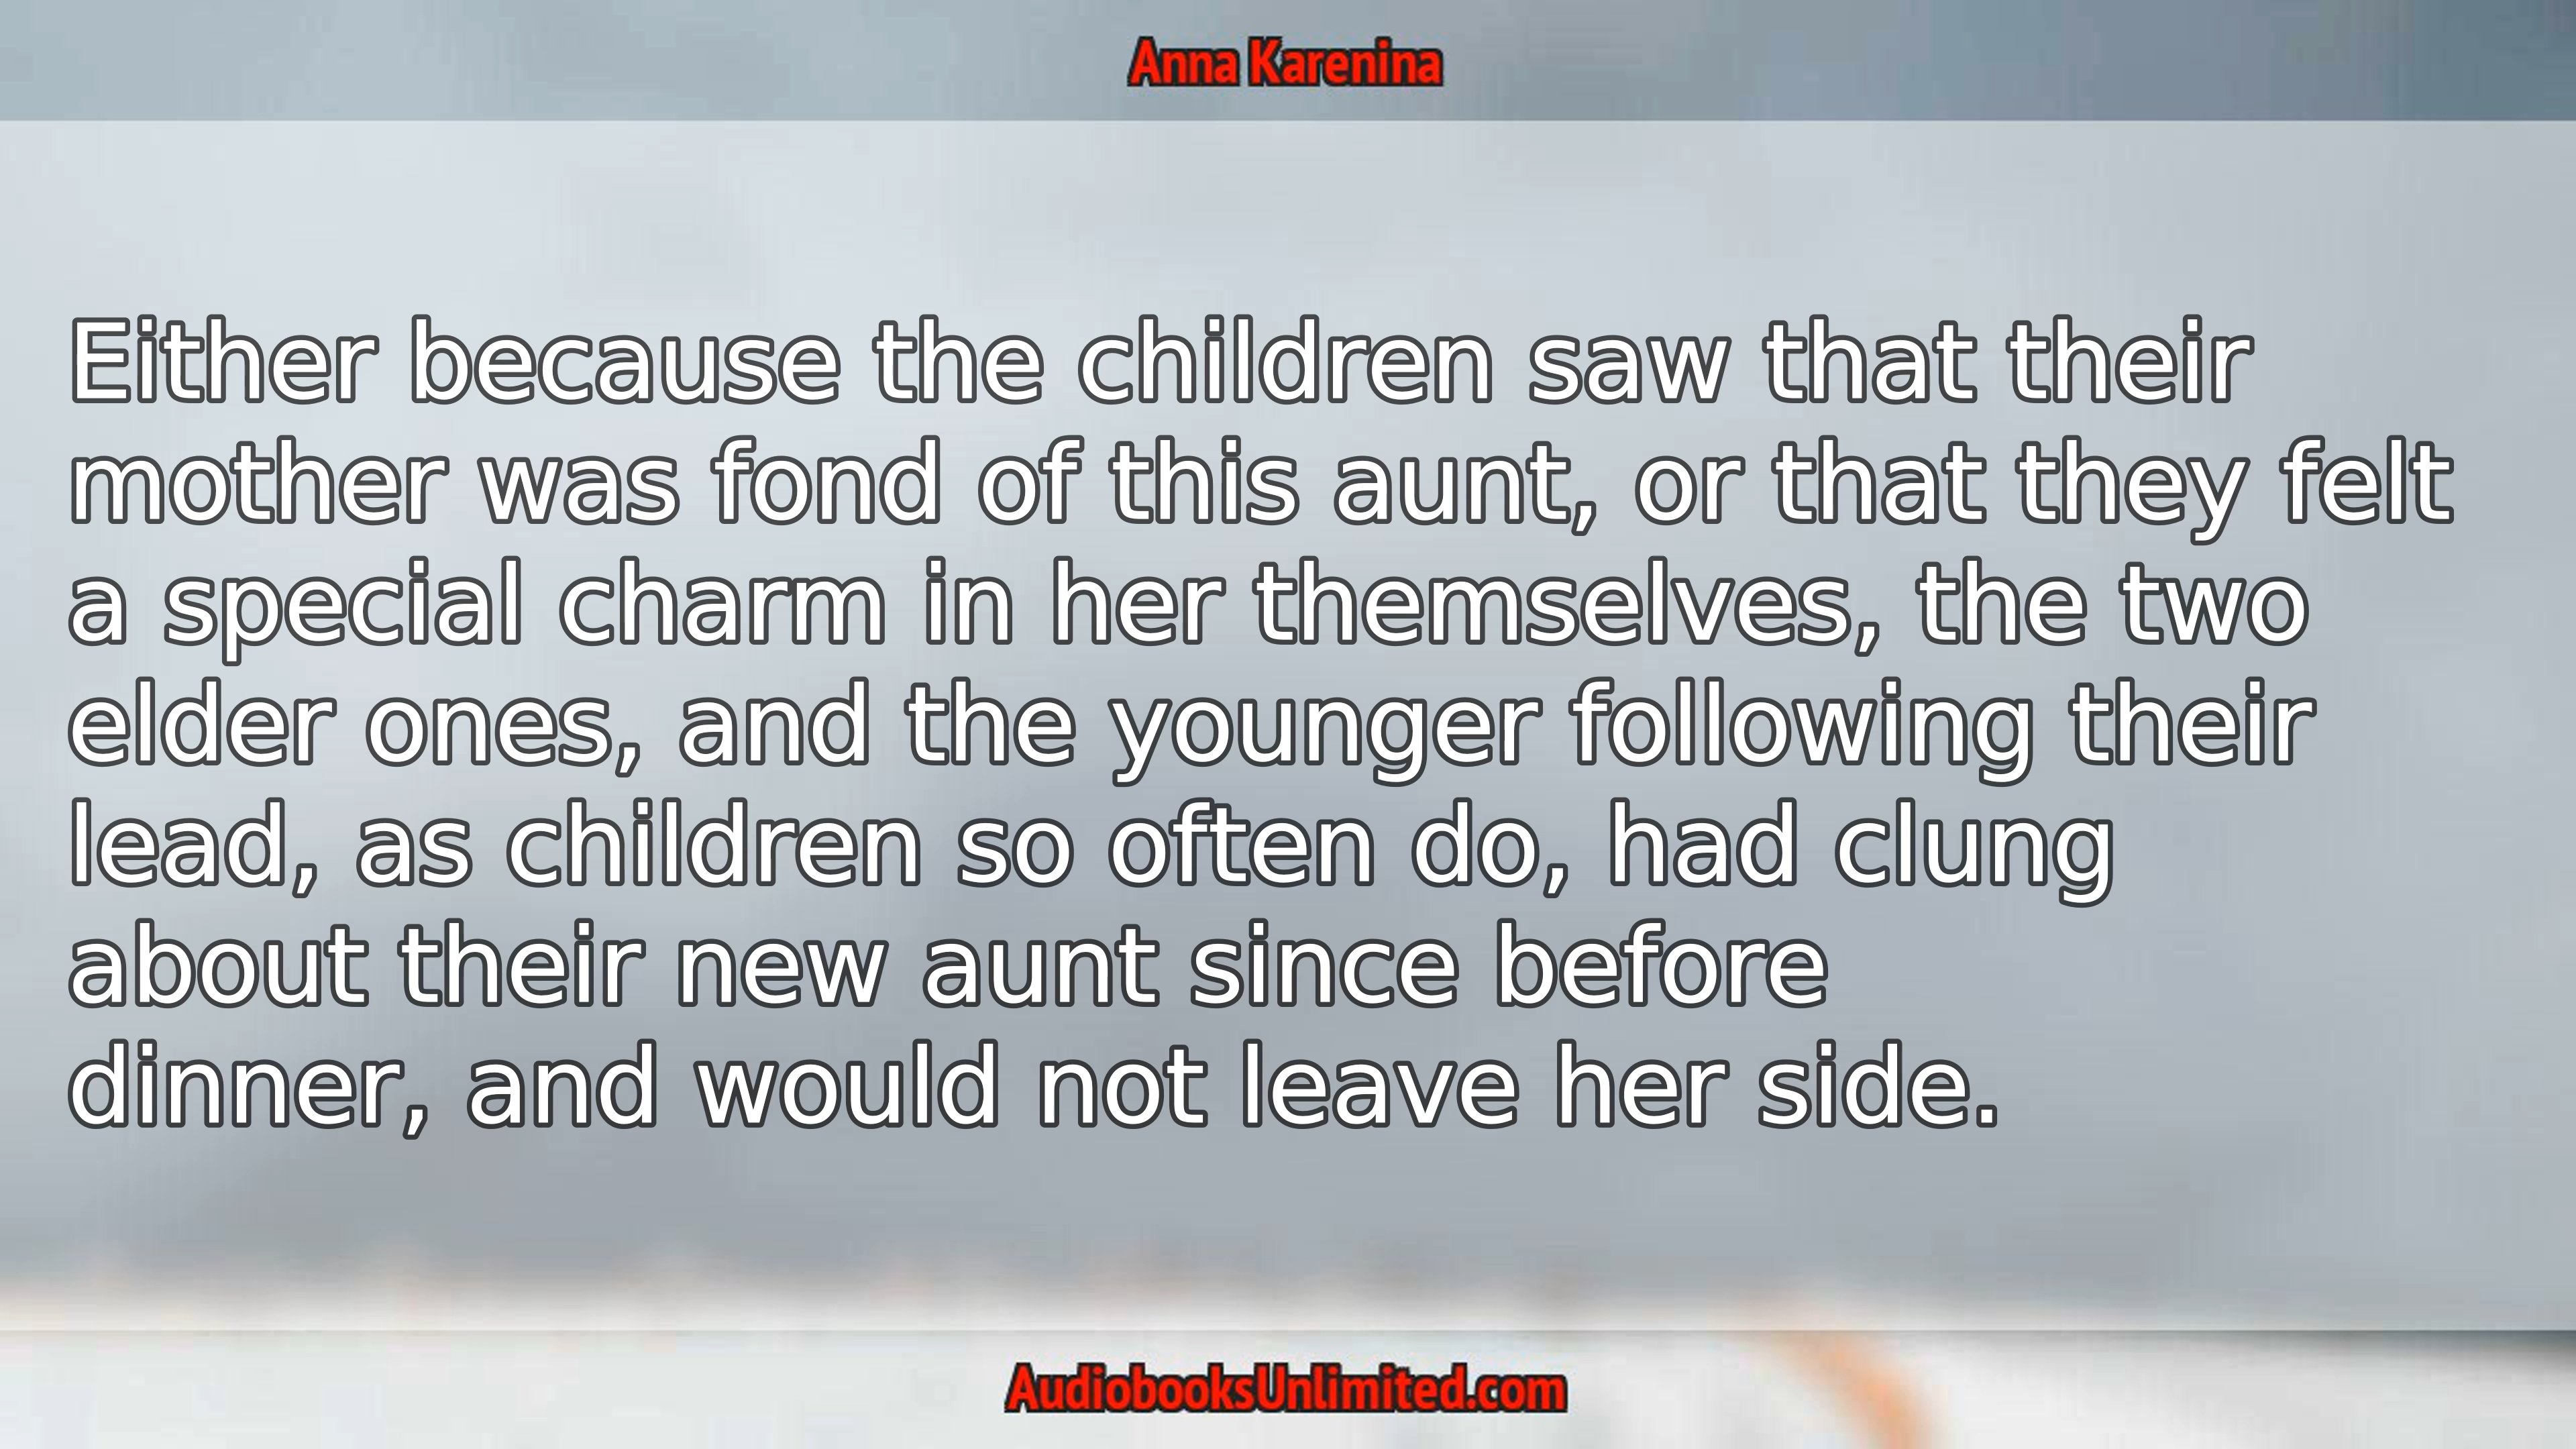 Anna Karenina
Either because the children saw that their
mother was fond of this aunt, or that they felt
a special charm in her themselves, the two
elder ones, and the younger following their
lead, as children so often do, had clung
about their new aunt since before
dinner, and would not leave her side.
AudiobooksUnlimited.com